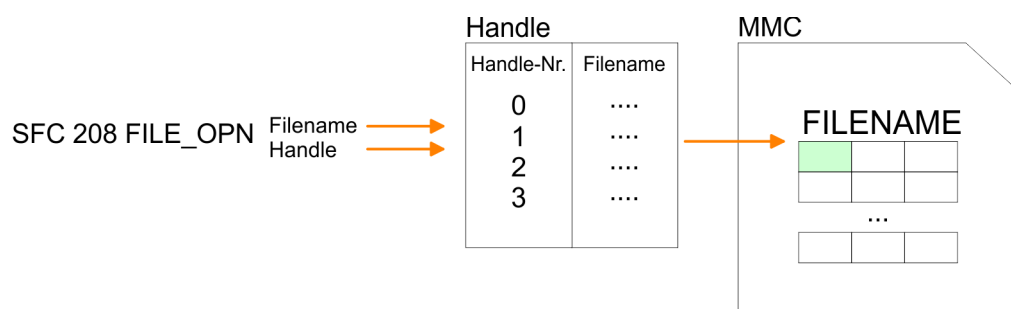 Handle
MMC
Handle-Nr. Filename
0 ....
1 ....
2 ....
3 ....
SFC 208 FILE_OPN
Filename
Handle
FILENAME
...